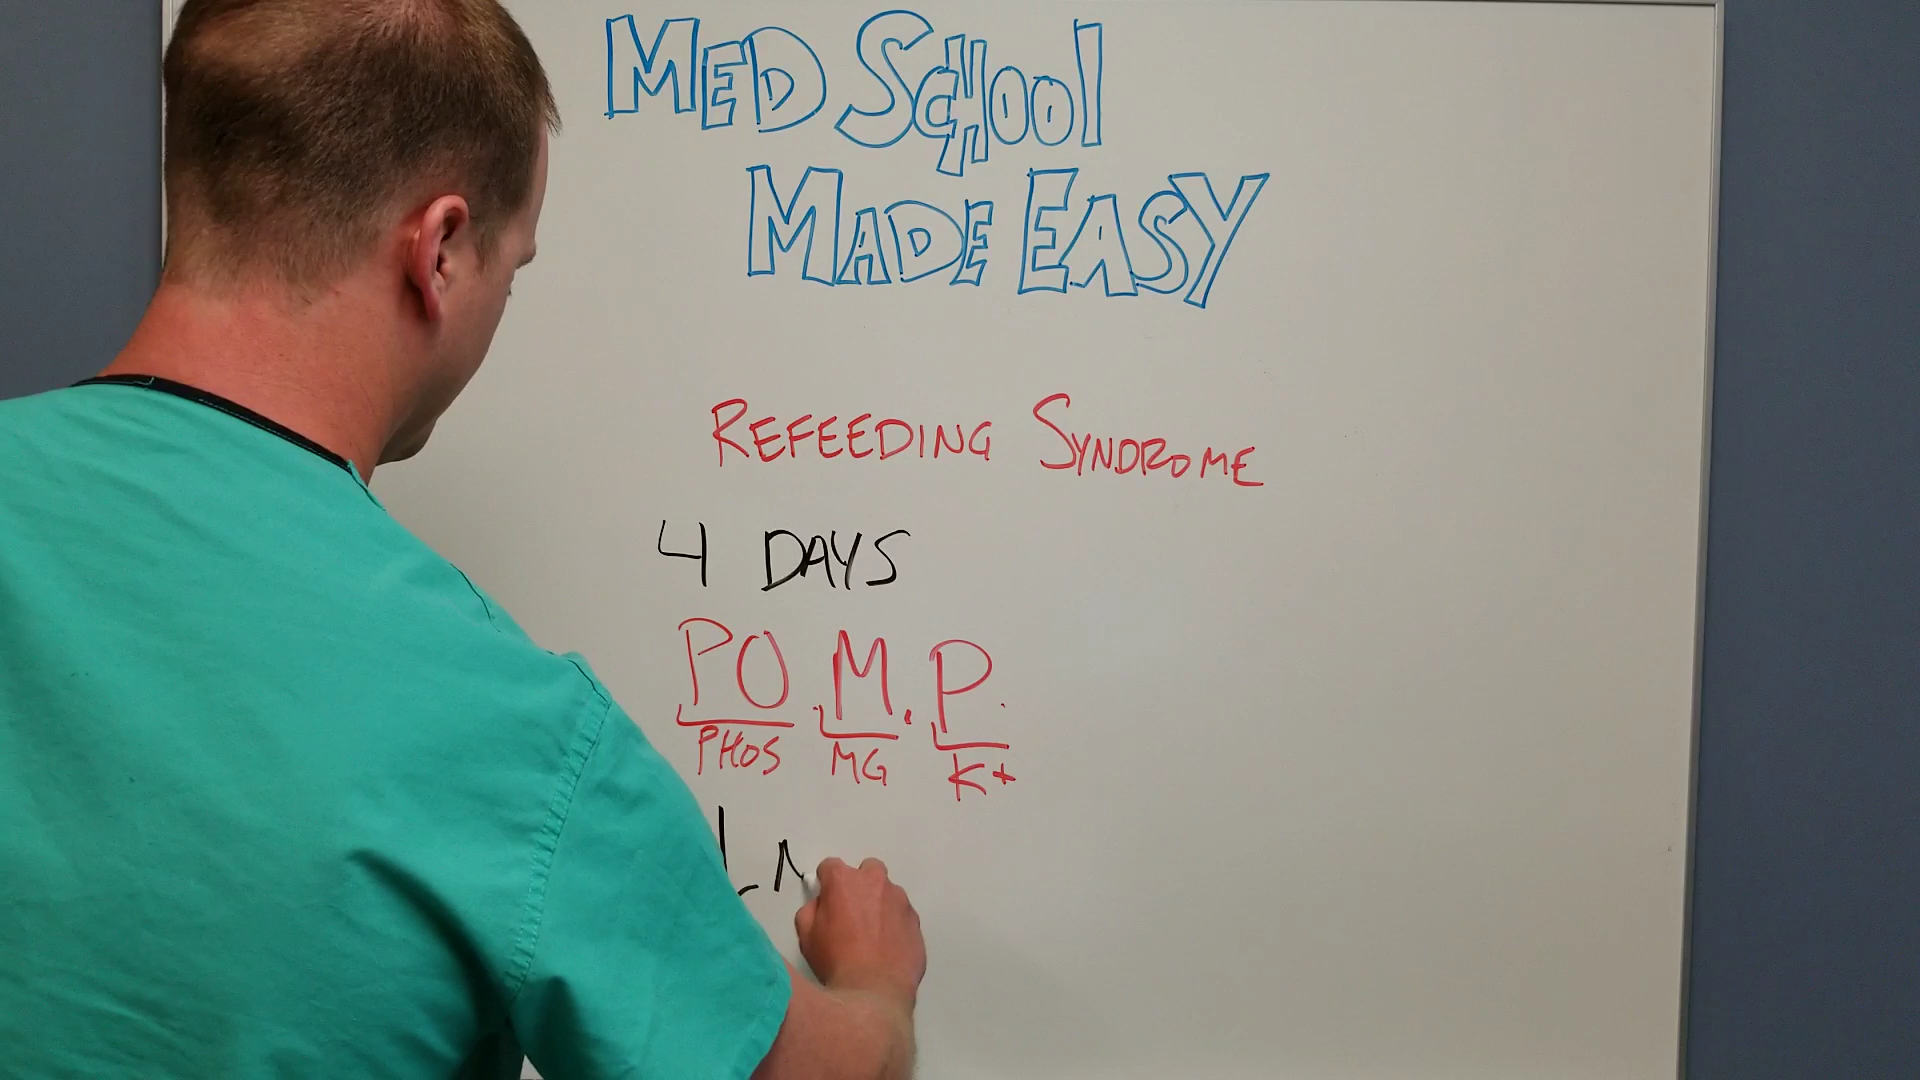 MED SCHOOL
MADE EASY
REFEEDING SYNDROME
4 DAYS
PO.M.P.
PHOS MG K+